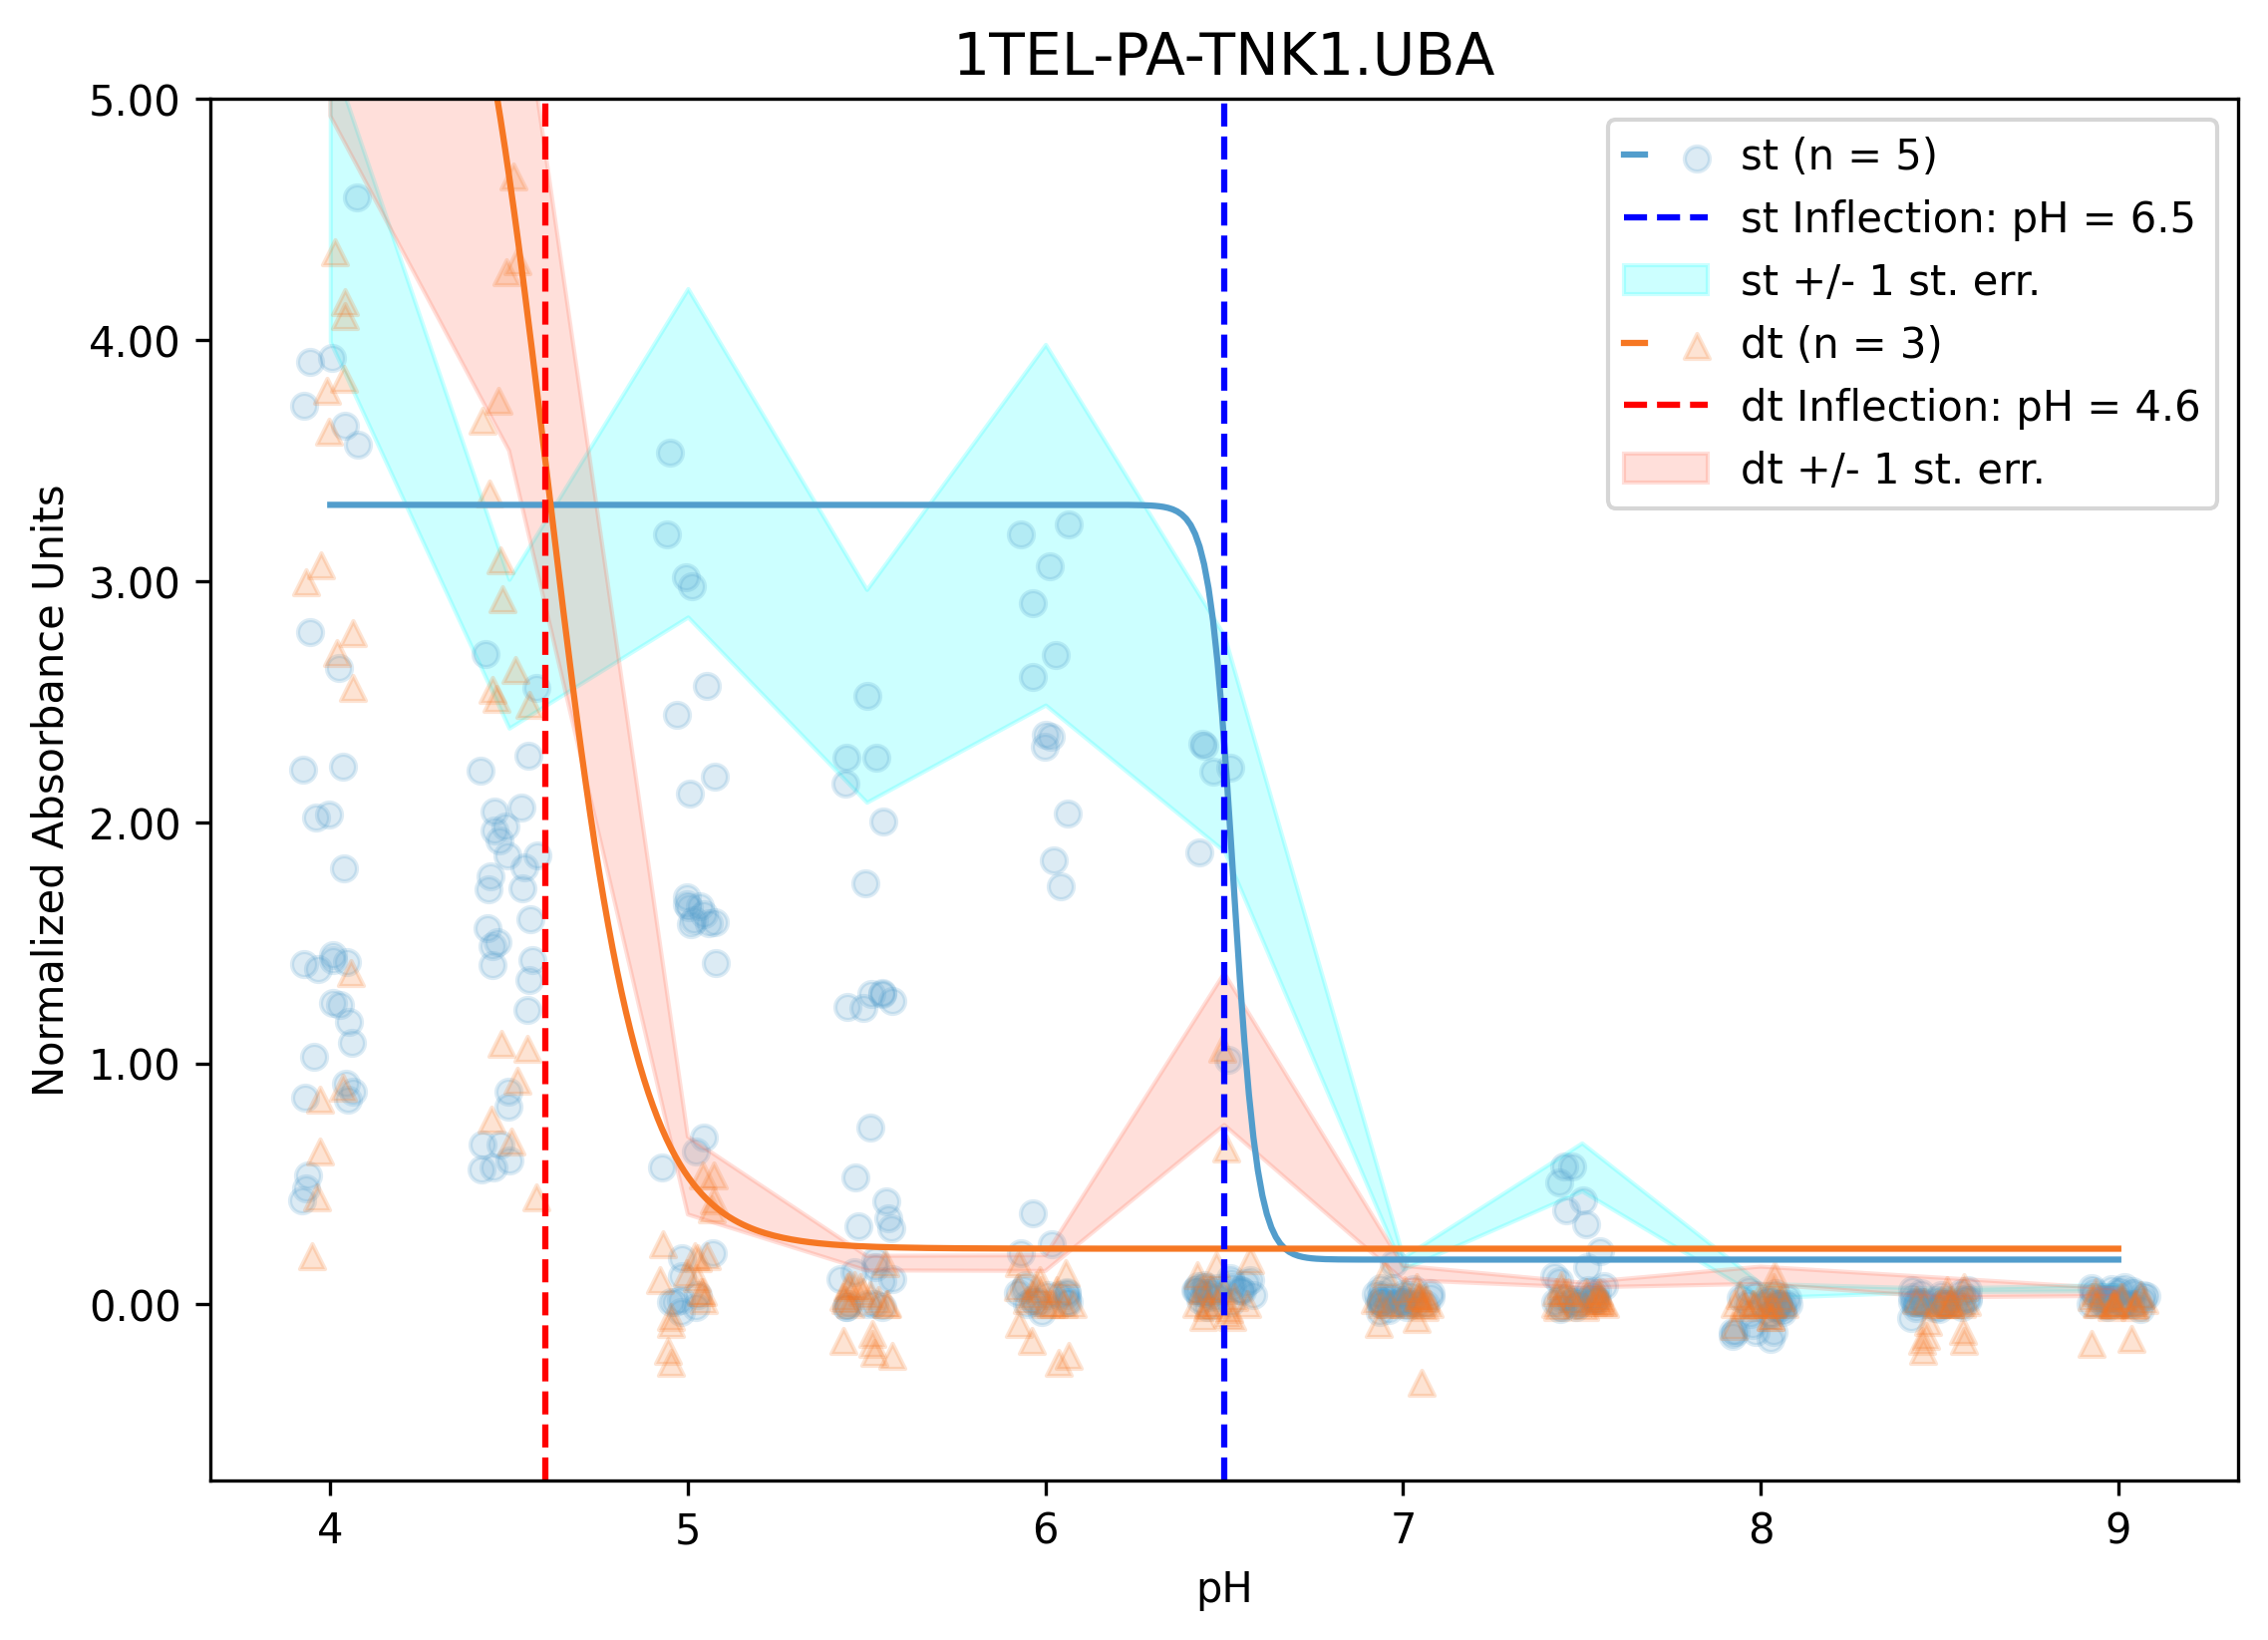 1TEL-PA-TNK1.UBA
5.00
4.00
3.00
2.00
1.00
0.00
Normalized Absorbance Units
st (n = 5)
st Inflection: pH = 6.5
st +/- 1 st. err.
dt (n = 3)
dt Inflection: pH = 4.6
dt +/- 1 st. err.
4 5 6 7 8 9
pH